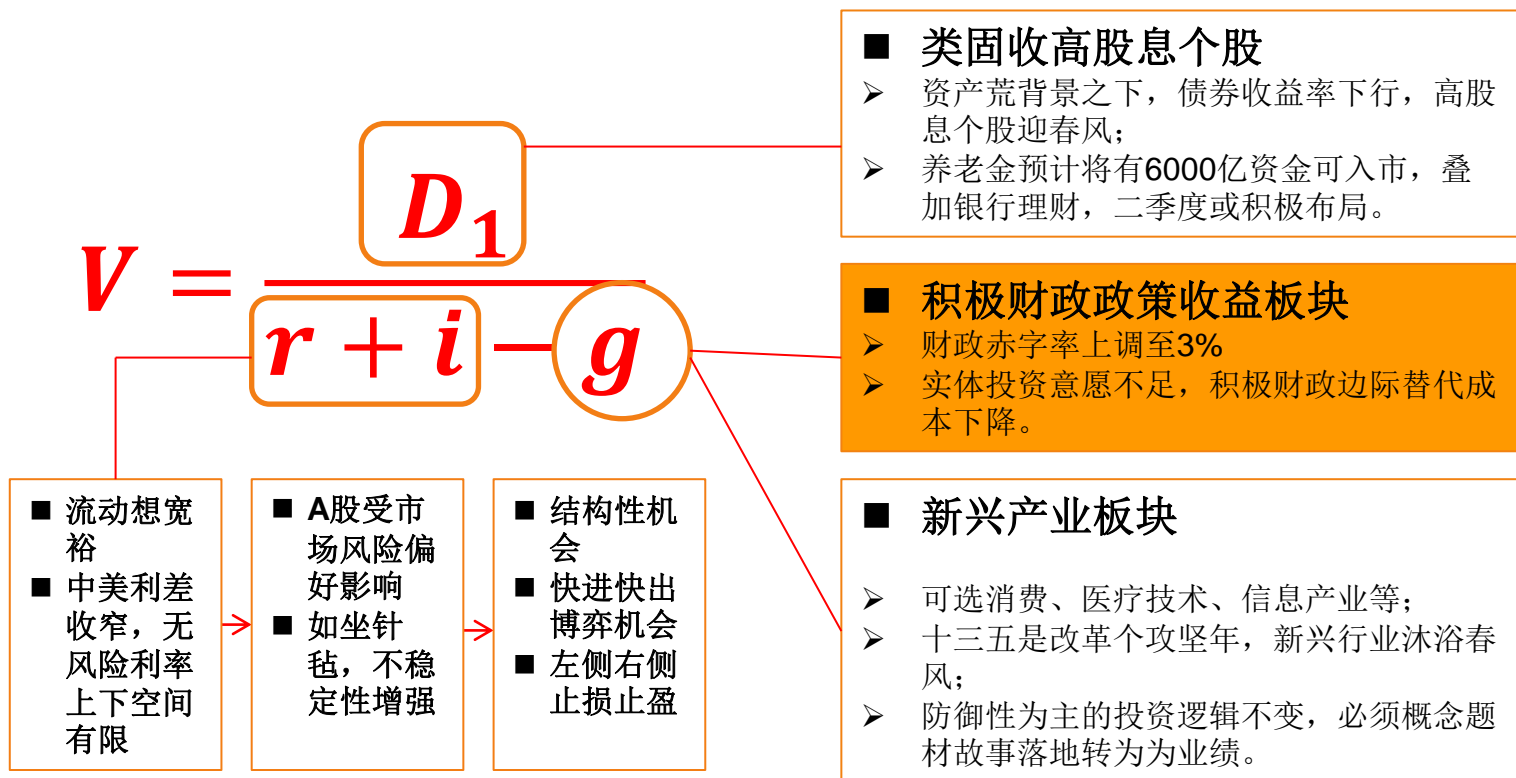 ■ 类固收高股息个股
➢ 资产荒背景之下，债券收益率下行，高股
息个股迎春风；
➢ 养老金预计将有6000亿资金可入市，叠
加银行理财，二季度或积极布局。
V = D₁ / (r + i − g)
■ 积极财政政策收益板块
➢ 财政赤字率上调至3%
➢ 实体投资意愿不足，积极财政边际替代成
本下降。
■ 流动想宽
裕
■ 中美利差
收窄，无
风险利率
上下空间
有限
■ A股受市
场风险偏
好影响
■ 如坐针
毡，不稳
定性增强
■ 结构性机
会
■ 快进快出
博弈机会
■ 左侧右侧
止损止盈
■ 新兴产业板块
➢ 可选消费、医疗技术、信息产业等；
➢ 十三五是改革个攻坚年，新兴行业沐浴春
风；
➢ 防御性为主的投资逻辑不变，必须概念题
材故事落地转为为业绩。